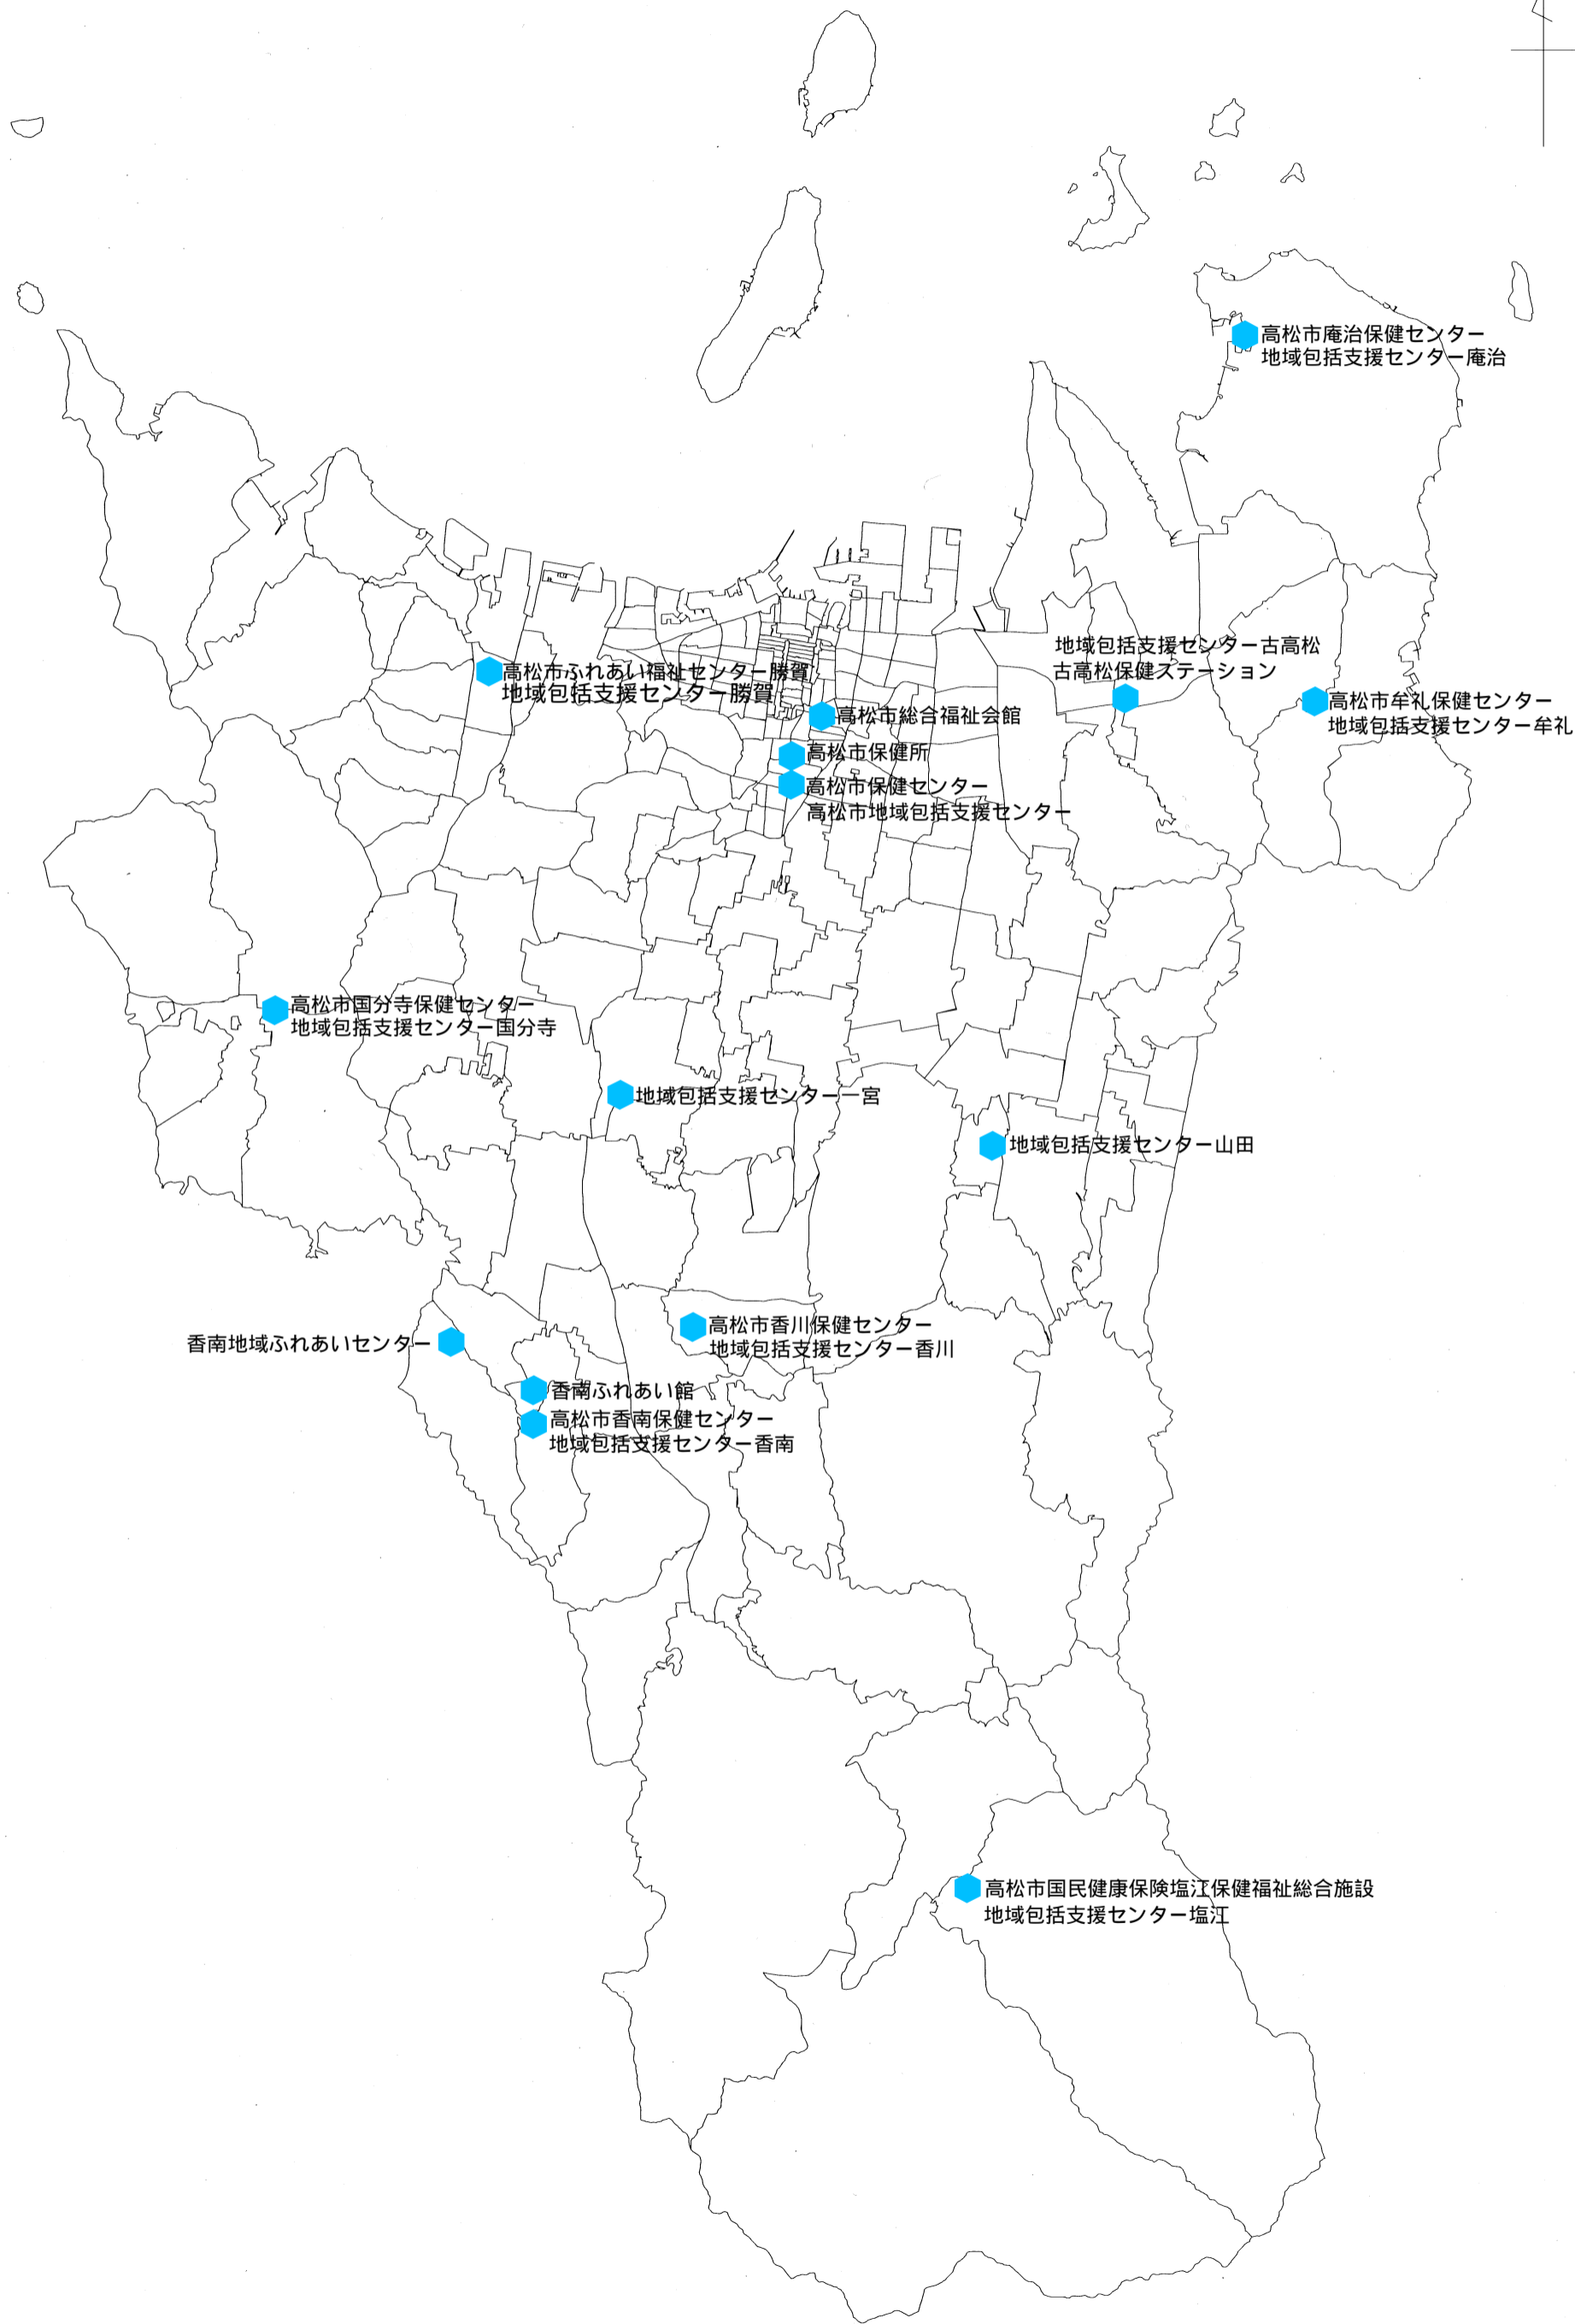 高松市庵治保健センター
地域包括支援センター庵治
地域包括支援センター古高松
古高松保健ステーション
高松市ふれあい福祉センター勝賀
地域包括支援センター勝賀
高松市牟礼保健センター
地域包括支援センター牟礼
高松市総合福祉会館
高松市保健所
高松市保健センター
高松市地域包括支援センター
高松市国分寺保健センター
地域包括支援センター国分寺
地域包括支援センター一宮
地域包括支援センター山田
高松市香川保健センター
地域包括支援センター香川
香南地域ふれあいセンター
香南ふれあい館
高松市香南保健センター
地域包括支援センター香南
高松市国民健康保険塩江保健福祉総合施設
地域包括支援センター塩江